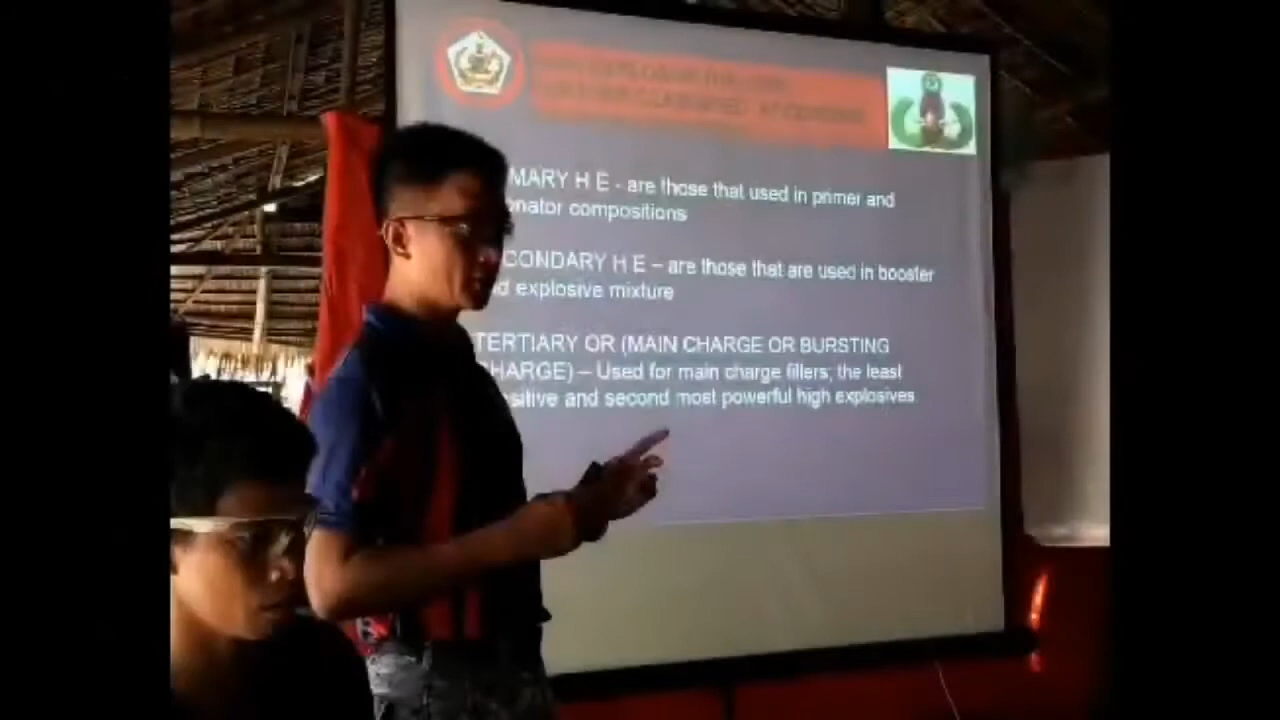 MARY H E - are those that used in primer and
onator compositions
CONDARY H E – are those that are used in booster
d explosive mixture
TERTIARY OR (MAIN CHARGE OR BURSTING
HARGE) – Used for main charge fillers, the least
sitive and second most powerful high explosives